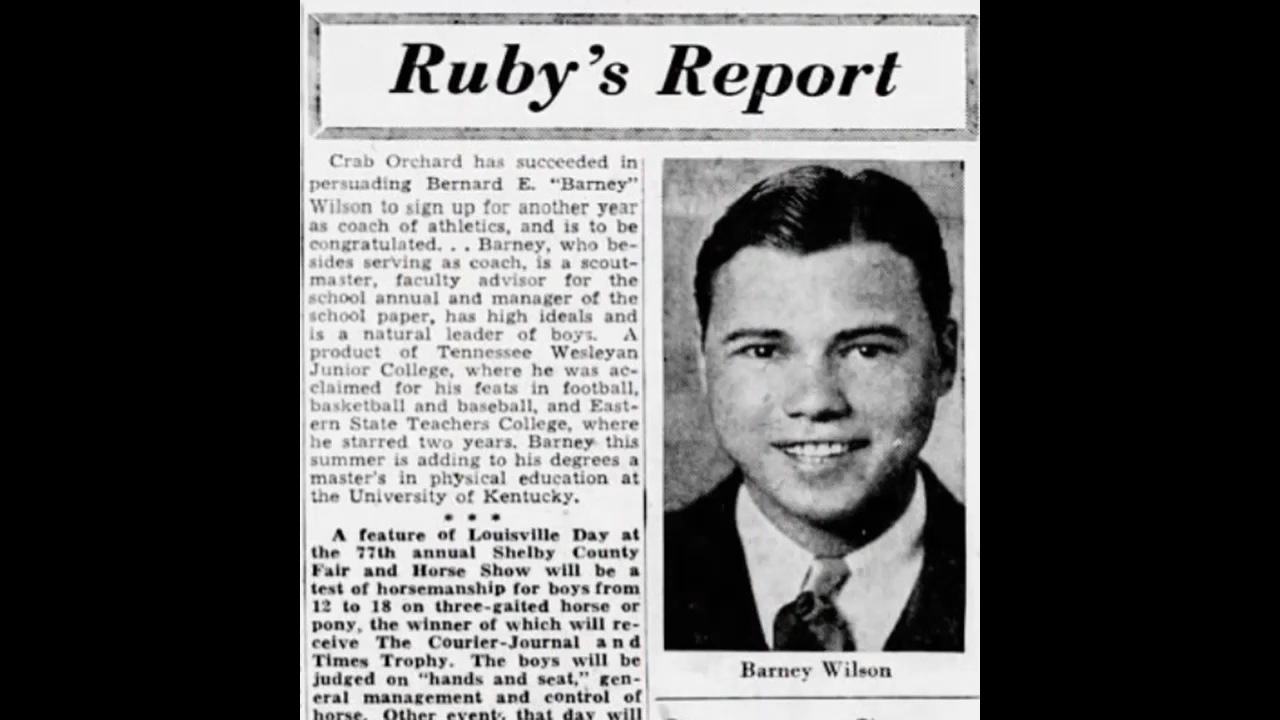 Ruby's Report
Crab Orchard has succeeded in
persuading Bernard E. "Barney"
Wilson to sign up for another year
as coach of athletics, and is to be
congratulated. . . Barney, who be-
sides serving as coach, is a scout-
master, faculty advisor for the
school annual and manager of the
school paper, has high ideals and
is a natural leader of boys. A
product of Tennessee Wesleyan
Junior College, where he was ac-
claimed for his feats in football,
basketball and baseball, and East-
ern State Teachers College, where
he starred two years. Barney this
summer is adding to his degrees a
master's in physical education at
the University of Kentucky.
* * *
A feature of Louisville Day at
the 77th annual Shelby County
Fair and Horse Show will be a
test of horsemanship for boys from
12 to 18 on three-gaited horse or
pony, the winner of which will re-
ceive The Courier-Journal and
Times Trophy. The boys will be
judged on "hands and seat," gen-
eral management and control of
horse. Other events that day will
Barney Wilson